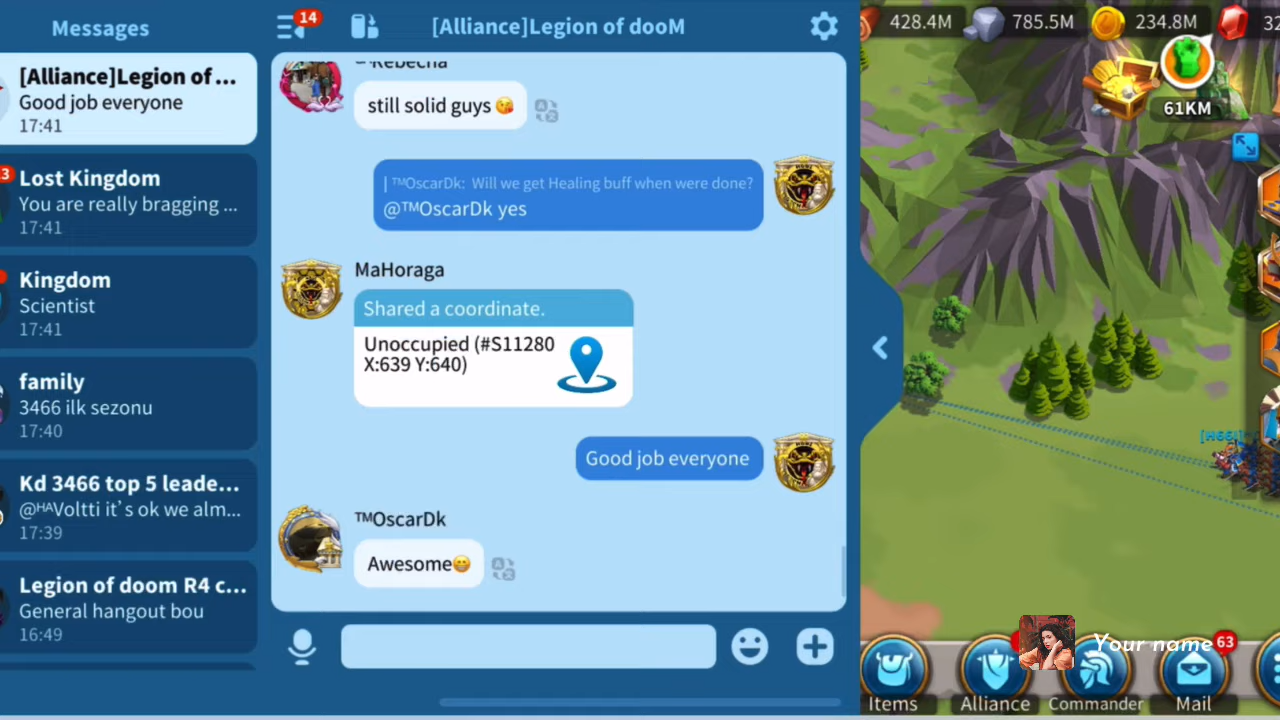 Messages
[Alliance]Legion of ...
Good job everyone
17:41
3
Lost Kingdom
You are really bragging ...
17:41
Kingdom
Scientist
17:41
family
3466 ilk sezonu
17:40
Kd 3466 top 5 leade...
@ᴴᴬVoltti it's ok we alm...
17:39
Legion of doom R4 c...
General hangout bou
16:49
14
[Alliance]Legion of dooM
™Rebecha
still solid guys 😘
| ™OscarDk: Will we get Healing buff when were done?
@™OscarDk yes
MaHoraga
Shared a coordinate.
Unoccupied (#S11280
X:639 Y:640)
Good job everyone
™OscarDk
Awesome😁
428.4M
785.5M
234.8M
32
61KM
Your name
63
Items
Alliance
Commander
Mail